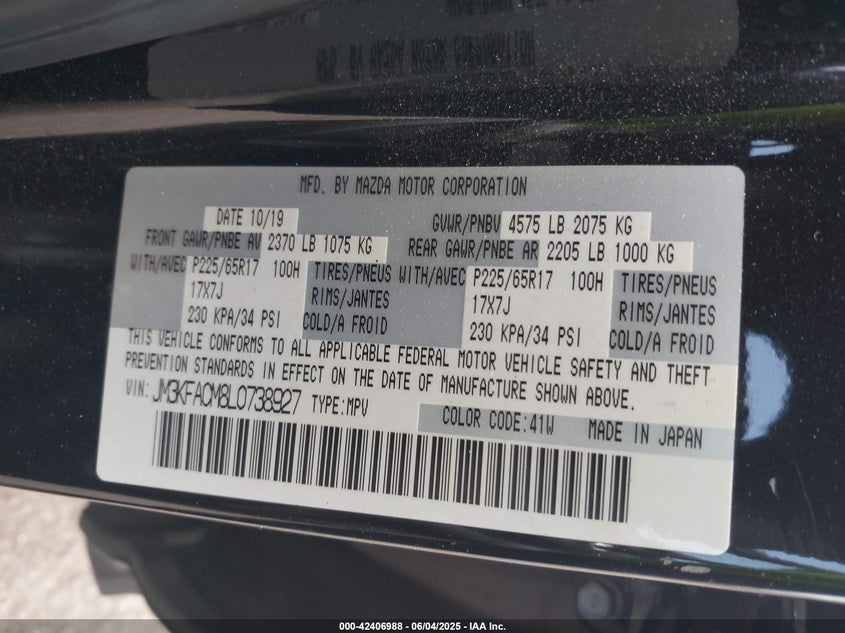 MFD. BY MAZDA MOTOR CORPORATION
DATE 10/19 GVWR/PNBV 4575 LB 2075 KG
FRONT GAWR/PNBE AV 2370 LB 1075 KG REAR GAWR/PNBE AR 2205 LB 1000 KG
WITH/AVEC P225/65R17 100H TIRES/PNEUS WITH/AVEC P225/65R17 100H TIRES/PNEUS
17X7J RIMS/JANTES 17X7J RIMS/JANTES
230 KPA/34 PSI COLD/A FROID 230 KPA/34 PSI COLD/A FROID
THIS VEHICLE CONFORMS TO ALL APPLICABLE FEDERAL MOTOR VEHICLE SAFETY AND THEFT
PREVENTION STANDARDS IN EFFECT ON THE DATE OF MANUFACTURE SHOWN ABOVE.
VIN: JM3KFACM8L0738927 TYPE:MPV COLOR CODE:41W MADE IN JAPAN
000-42406988 - 06/04/2025 - IAA Inc.